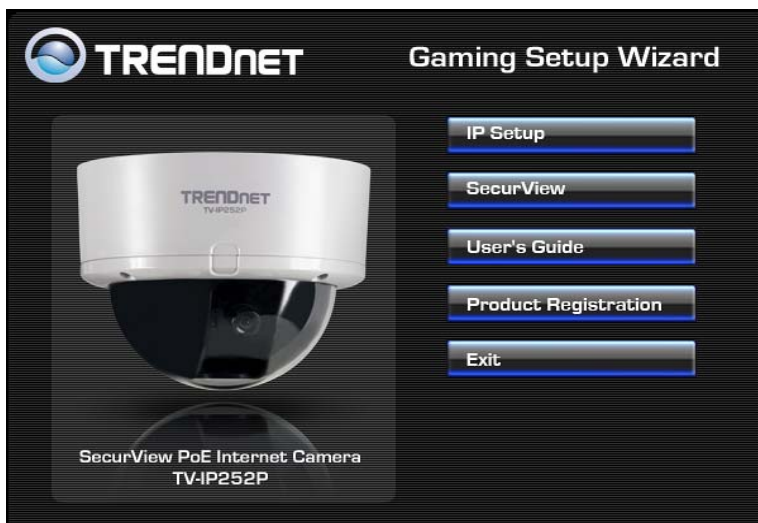 TRENDNET
Gaming Setup Wizard
TRENDNET
TV-IP252P
SecurView PoE Internet Camera
TV-IP252P
IP Setup
SecurView
User's Guide
Product Registration
Exit